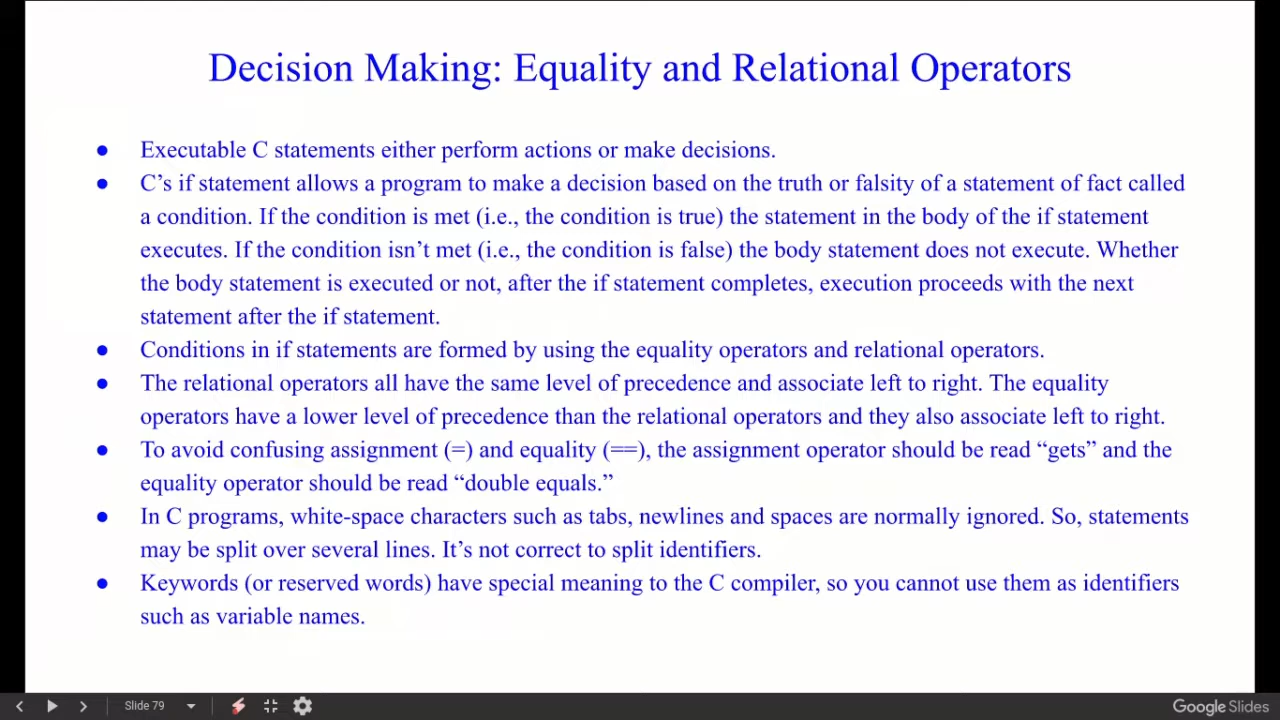 Decision Making: Equality and Relational Operators
● Executable C statements either perform actions or make decisions.
● C’s if statement allows a program to make a decision based on the truth or falsity of a statement of fact called
a condition. If the condition is met (i.e., the condition is true) the statement in the body of the if statement
executes. If the condition isn’t met (i.e., the condition is false) the body statement does not execute. Whether
the body statement is executed or not, after the if statement completes, execution proceeds with the next
statement after the if statement.
● Conditions in if statements are formed by using the equality operators and relational operators.
● The relational operators all have the same level of precedence and associate left to right. The equality
operators have a lower level of precedence than the relational operators and they also associate left to right.
● To avoid confusing assignment (=) and equality (==), the assignment operator should be read “gets” and the
equality operator should be read “double equals.”
● In C programs, white-space characters such as tabs, newlines and spaces are normally ignored. So, statements
may be split over several lines. It’s not correct to split identifiers.
● Keywords (or reserved words) have special meaning to the C compiler, so you cannot use them as identifiers
such as variable names.
Slide 79
Google Slides